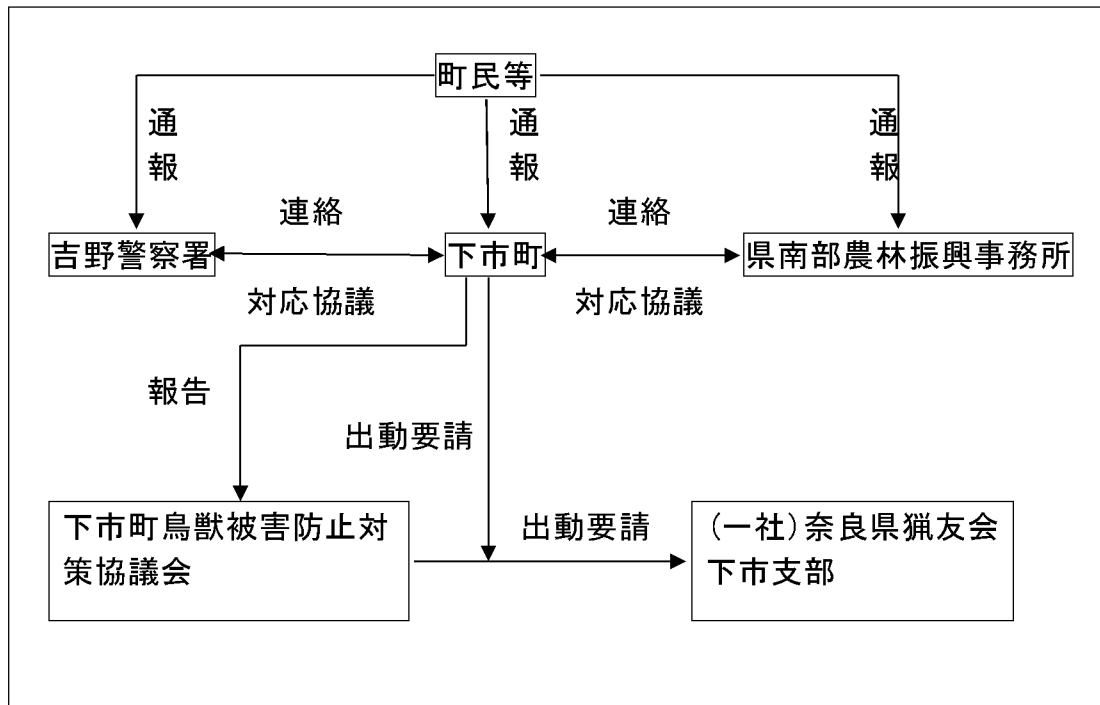 町民等
通報
通報
通報
連絡
連絡
吉野警察署
下市町
県南部農林振興事務所
対応協議
対応協議
報告
出動要請
下市町鳥獣被害防止対
策協議会
出動要請
(一社)奈良県猟友会
下市支部